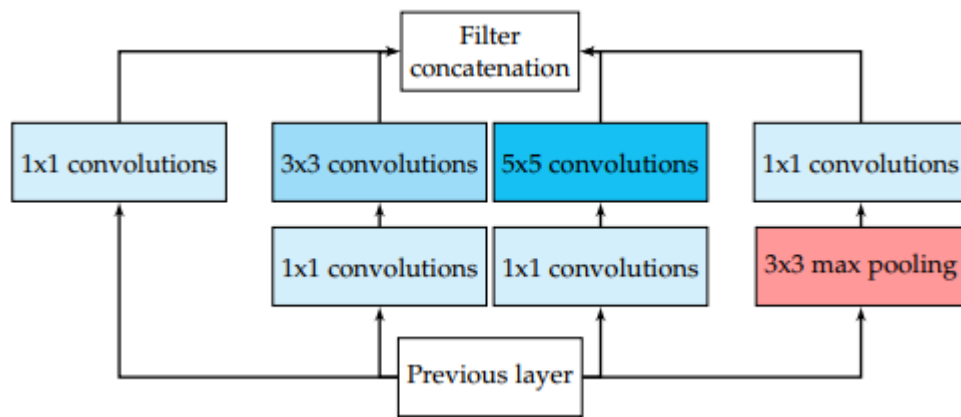 Filter
concatenation
1x1 convolutions
3x3 convolutions
5x5 convolutions
1x1 convolutions
1x1 convolutions
1x1 convolutions
3x3 max pooling
Previous layer